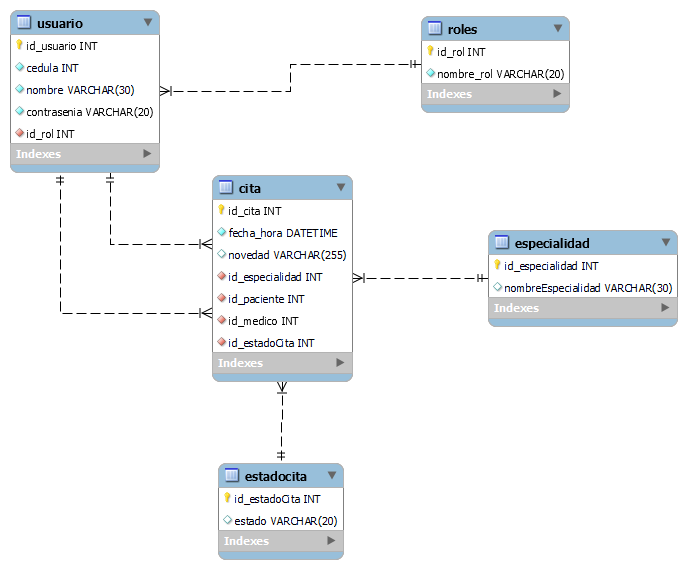 usuario
id_usuario INT
cedula INT
nombre VARCHAR(30)
contrasenia VARCHAR(20)
id_rol INT
Indexes
roles
id_rol INT
nombre_rol VARCHAR(20)
Indexes
cita
id_cita INT
fecha_hora DATETIME
novedad VARCHAR(255)
id_especialidad INT
id_paciente INT
id_medico INT
id_estadoCita INT
Indexes
especialidad
id_especialidad INT
nombreEspecialidad VARCHAR(30)
Indexes
estadocita
id_estadoCita INT
estado VARCHAR(20)
Indexes